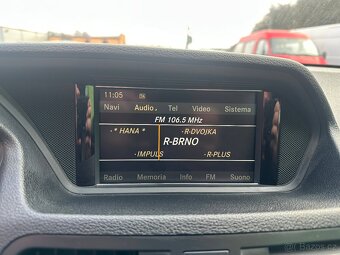 11:05
Navi Audio Tel Video Sistema
FM 106.5 MHz
* HANA * R-DVOJKA
R-BRNO
IMPULS R-PLUS
Radio Memoria Info FM Suono